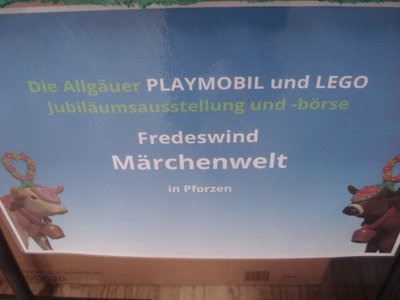 Die Allgäuer PLAYMOBIL und LEGO
Jubiläumsausstellung und -börse
Fredeswind
Märchenwelt
in Pforzen